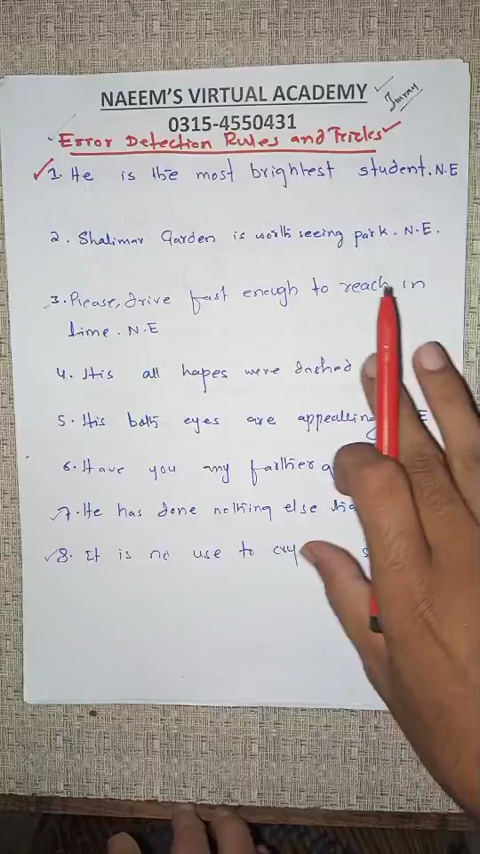 NAEEM'S VIRTUAL ACADEMY
Imran
0315-4550431
Error Detection Rules and Tricks
1. He is the most brightest student. N.E
2. Shalimar Garden is worth seeing park. N.E.
3. Please, drive fast enough to reach in
time. N.E
4. His all hopes were dashed
5. His both eyes are appealling E
6. Have you any farther
7. He has done nothing else
8. It is no use to cry